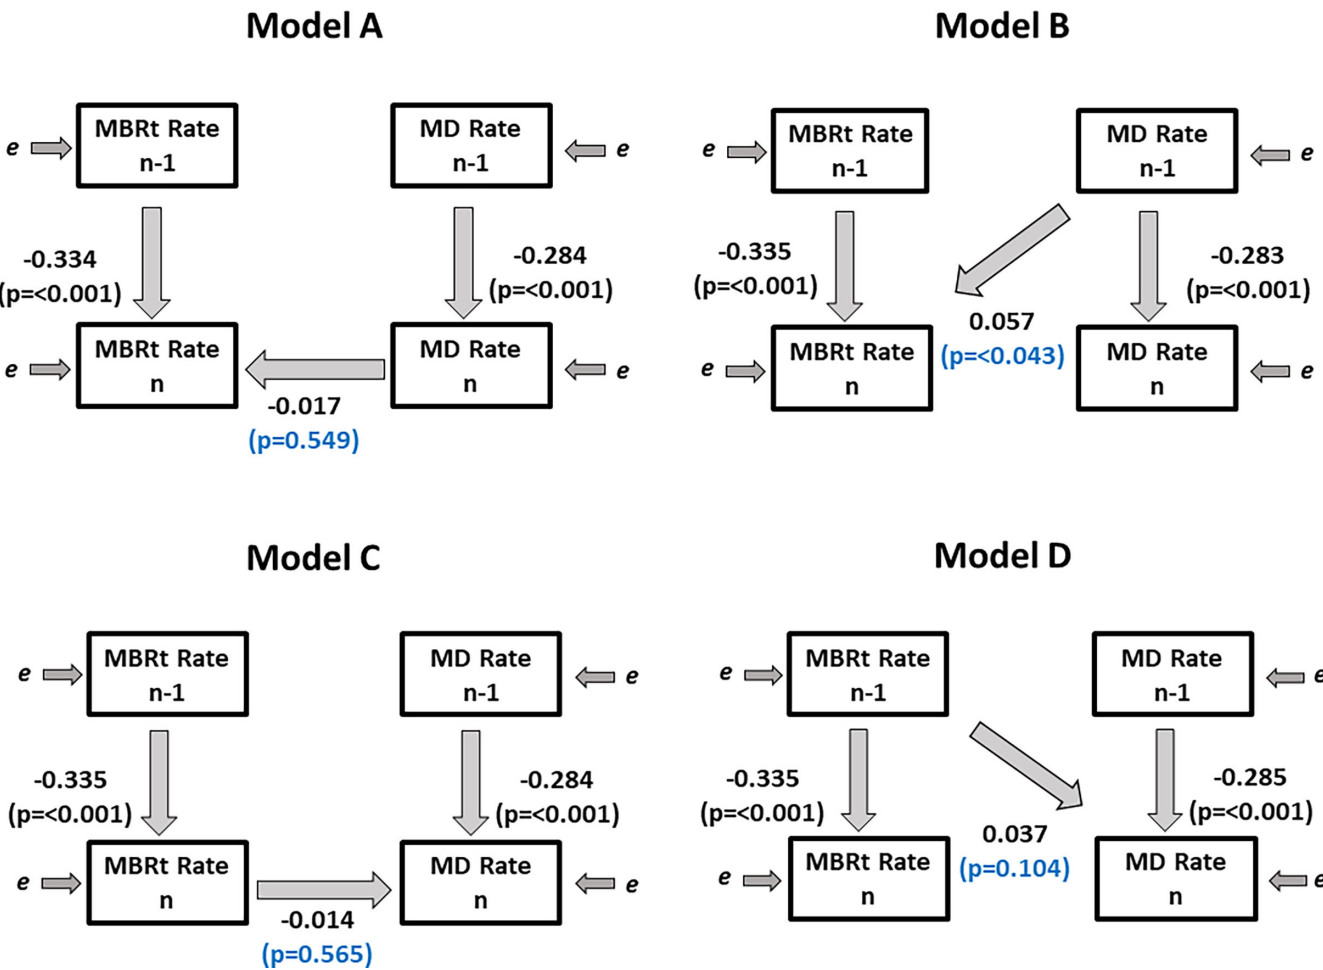 Model A
MBRt Rate
n-1
MD Rate
n-1
e
e
-0.334
(p=<0.001)
-0.284
(p=<0.001)
MBRt Rate
n
MD Rate
n
e
e
-0.017
(p=0.549)
Model B
MBRt Rate
n-1
MD Rate
n-1
e
e
-0.335
(p=<0.001)
-0.283
(p=<0.001)
0.057
(p=<0.043)
MBRt Rate
n
MD Rate
n
e
e
Model C
MBRt Rate
n-1
MD Rate
n-1
e
e
-0.335
(p=<0.001)
-0.284
(p=<0.001)
MBRt Rate
n
MD Rate
n
e
e
-0.014
(p=0.565)
Model D
MBRt Rate
n-1
MD Rate
n-1
e
e
-0.335
(p=<0.001)
-0.285
(p=<0.001)
0.037
(p=0.104)
MBRt Rate
n
MD Rate
n
e
e